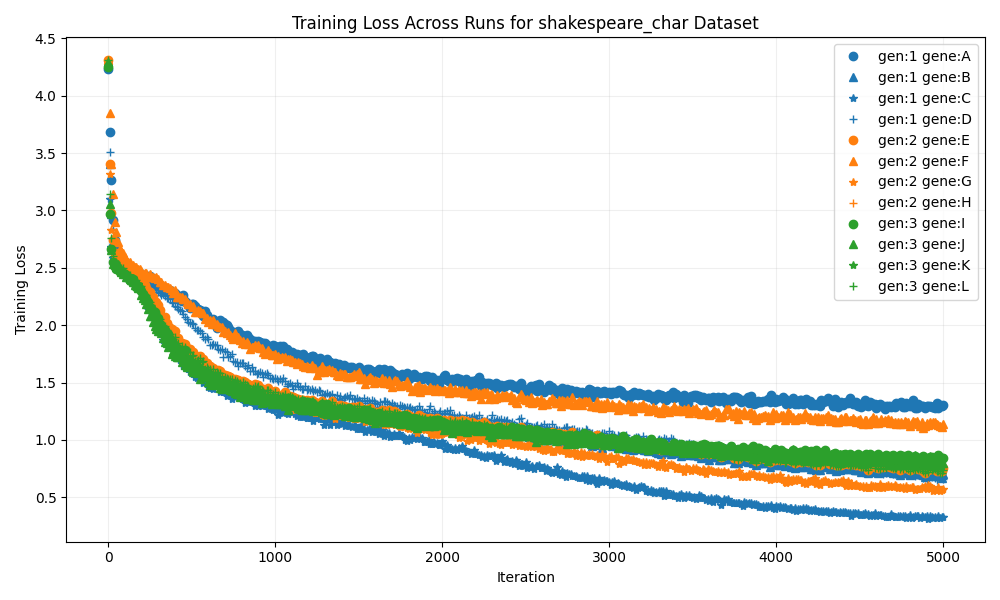 Training Loss Across Runs for shakespeare_char Dataset
Training Loss
4.5
4.0
3.5
3.0
2.5
2.0
1.5
1.0
0.5
gen:1 gene:A
gen:1 gene:B
gen:1 gene:C
gen:1 gene:D
gen:2 gene:E
gen:2 gene:F
gen:2 gene:G
gen:2 gene:H
gen:3 gene:I
gen:3 gene:J
gen:3 gene:K
gen:3 gene:L
0 1000 2000 3000 4000 5000
Iteration